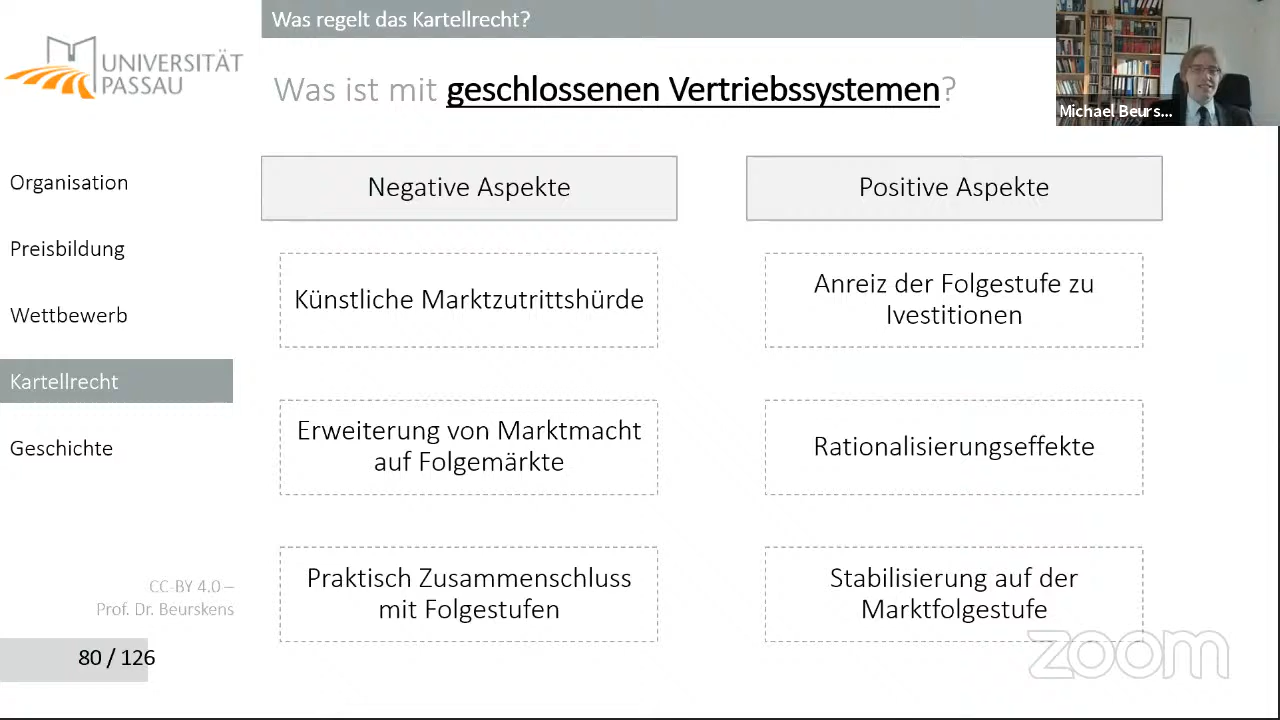 Was regelt das Kartellrecht?
UNIVERSITÄT
PASSAU
Was ist mit geschlossenen Vertriebssystemen?
Michael Beurs...
Organisation
Preisbildung
Wettbewerb
Kartellrecht
Geschichte
Negative Aspekte
Künstliche Marktzutrittshürde
Erweiterung von Marktmacht
auf Folgemärkte
Praktisch Zusammenschluss
mit Folgestufen
Positive Aspekte
Anreiz der Folgestufe zu
Ivestitionen
Rationalisierungseffekte
Stabilisierung auf der
Marktfolgestufe
CC-BY 4.0 –
Prof. Dr. Beurskens
80 / 126
zoom